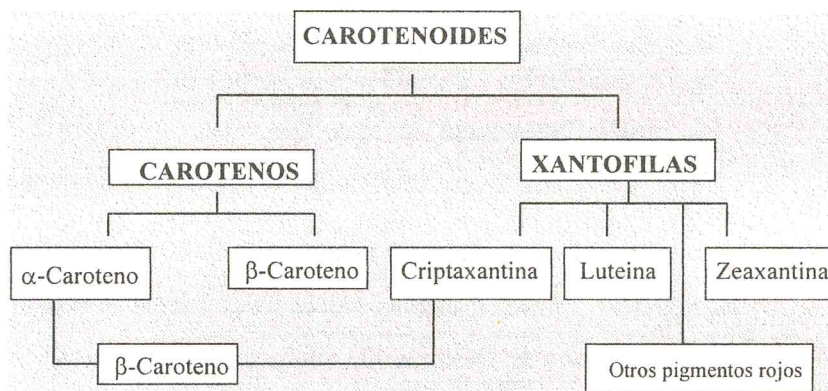 CAROTENOIDES
CAROTENOS
XANTOFILAS
α-Caroteno
β-Caroteno
Criptaxantina
Luteina
Zeaxantina
β-Caroteno
Otros pigmentos rojos